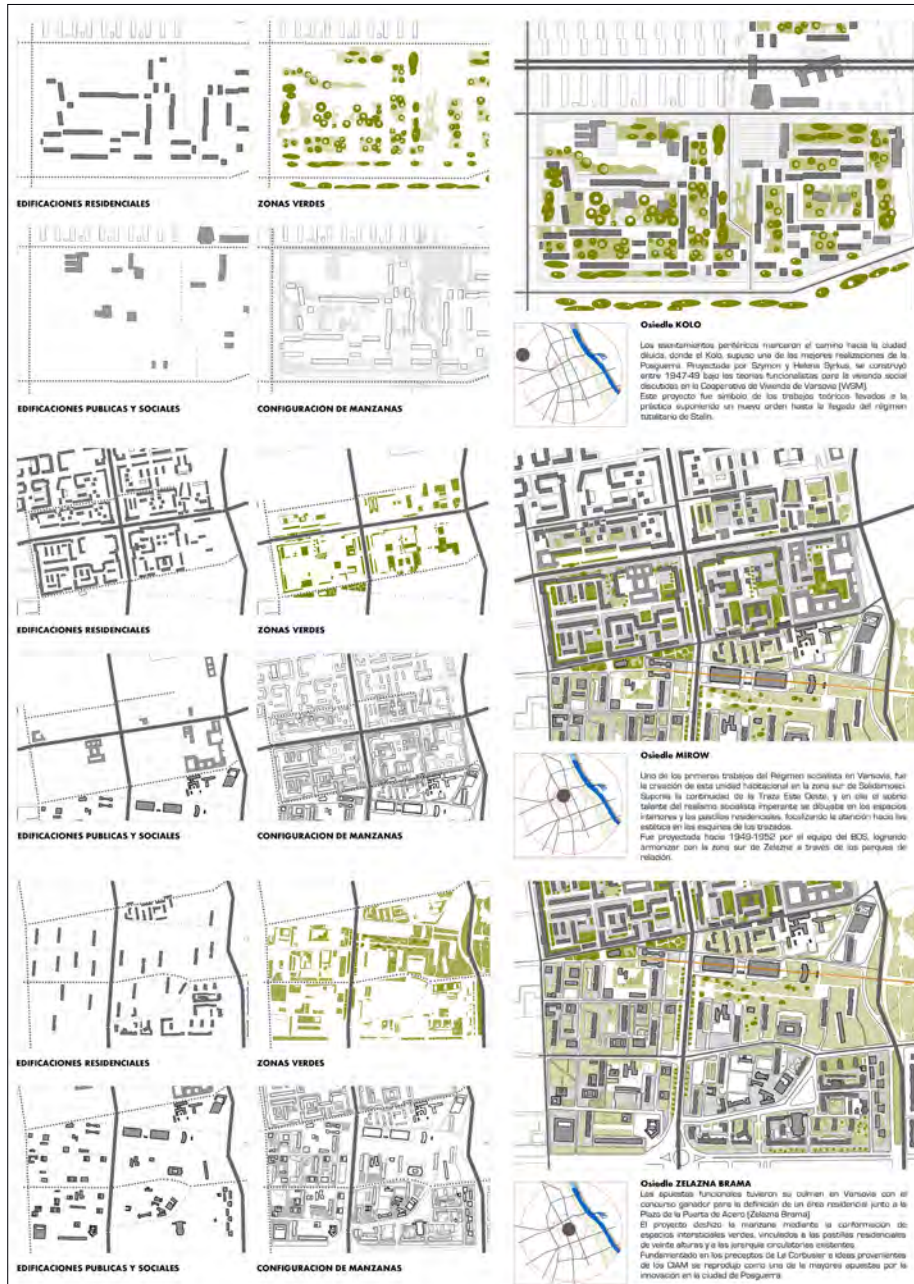 EDIFICACIONES RESIDENCIALES
ZONAS VERDES
EDIFICACIONES PUBLICAS Y SOCIALES
CONFIGURACION DE MANZANAS
Osiedle KOLO
Los asentamientos periféricos marcaron el camino hacia la ciudad
diluida, donde el Kolo, supuso una de las mejores realizaciones de la
Posguerra. Proyectada por Szymon y Helena Syrkus, se construyó
entre 1947-49 bajo las teorías funcionalistas para la vivienda social
discutidas en la Cooperativa de Vivienda de Varsovia (WSM).
Este proyecto fue símbolo de los trabajos teóricos llevados a la
práctica suponiendo un nuevo orden hasta la llegada del régimen
totalitario de Stalin.
EDIFICACIONES RESIDENCIALES
ZONAS VERDES
EDIFICACIONES PUBLICAS Y SOCIALES
CONFIGURACION DE MANZANAS
Osiedle MIROW
Uno de los primeros trabajos del Régimen socialista en Varsovia, fue
la creación de esta unidad habitacional en la zona sur de
Suponía la continuidad de la Traza Este Oeste, y en ella el sobrio
talante del realismo socialista imperante se dibujaba en los espacios
interiores y las pastillas residenciales, focalizando la atención hacia las
estética en las esquinas de los trazados.
Fue proyectada hacia 1949-1952 por el equipo del BOS, logrando
armonizar con la zona sur de Zelazna a través de los parques de
relación.
EDIFICACIONES RESIDENCIALES
ZONAS VERDES
EDIFICACIONES PUBLICAS Y SOCIALES
CONFIGURACION DE MANZANAS
Osiedle ZELAZNA BRAMA
Las apuestas funcionales tuvieron su culmen en Varsovia con el
concurso ganador para la definición de un área residencial junto a la
Plaza de la Puerta de Acero (Zelazna Brama)
El proyecto deshizo la manzana mediante la conformación de
espacios intersticiales verdes, vinculados a las pastillas residenciales
de veinte alturas y a las jerarquía circulatorias existentes.
Fundamentado en los preceptos de Le Corbusier e ideas provenientes
de los CIAM se reprodujo como una de la mayores apuestas por la
innovación en la ciudad de Posguerra